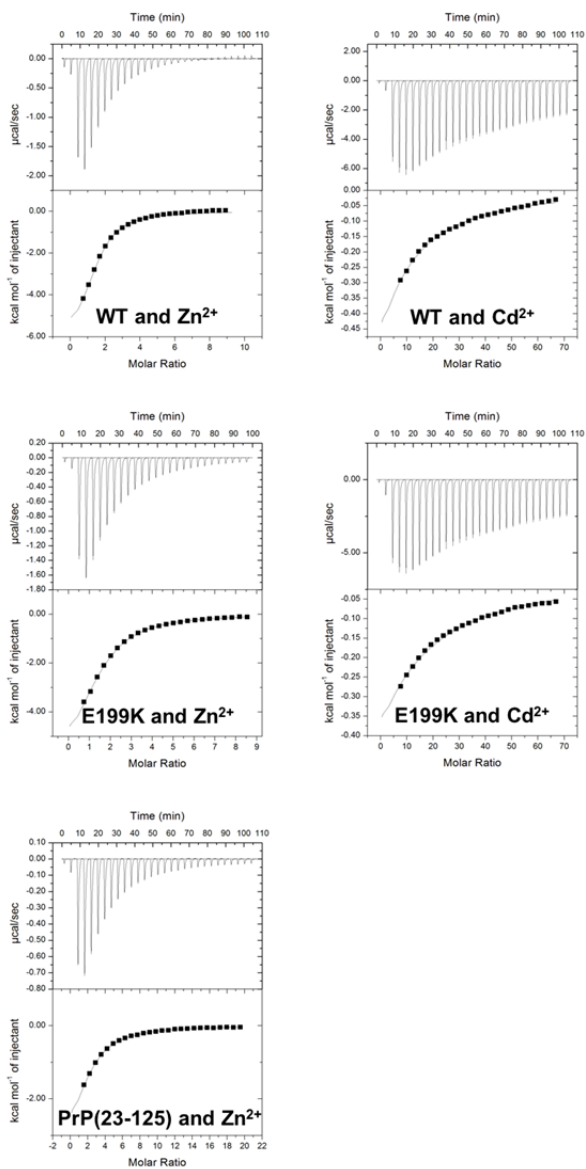 Time (min)
0 10 20 30 40 50 60 70 80 90 100 110
0.00
-0.50
-1.00
-1.50
-2.00
µcal/sec
0.00
-2.00
-4.00
-6.00
kcal mol⁻¹ of injectant
WT and Zn²⁺
0 2 4 6 8 10
Molar Ratio
Time (min)
0 10 20 30 40 50 60 70 80 90 100 110
2.00
0.00
-2.00
-4.00
-6.00
µcal/sec
0.00
-0.05
-0.10
-0.15
-0.20
-0.25
-0.30
-0.35
-0.40
-0.45
kcal mol⁻¹ of injectant
WT and Cd²⁺
0 10 20 30 40 50 60 70
Molar Ratio
Time (min)
0 10 20 30 40 50 60 70 80 90 100
0.20
0.00
-0.20
-0.40
-0.60
-0.80
-1.00
-1.20
-1.40
-1.60
-1.80
µcal/sec
0.00
-2.00
-4.00
kcal mol⁻¹ of injectant
E199K and Zn²⁺
0 1 2 3 4 5 6 7 8 9
Molar Ratio
Time (min)
0 10 20 30 40 50 60 70 80 90 100 110
0.00
-5.00
µcal/sec
-0.05
-0.10
-0.15
-0.20
-0.25
-0.30
-0.35
-0.40
kcal mol⁻¹ of injectant
E199K and Cd²⁺
0 10 20 30 40 50 60 70
Molar Ratio
Time (min)
0 10 20 30 40 50 60 70 80 90 100 110
0.10
0.00
-0.10
-0.20
-0.30
-0.40
-0.50
-0.60
-0.70
-0.80
µcal/sec
0.00
-2.00
kcal mol⁻¹ of injectant
PrP(23-125) and Zn²⁺
-2 0 2 4 6 8 10 12 14 16 18 20 22
Molar Ratio